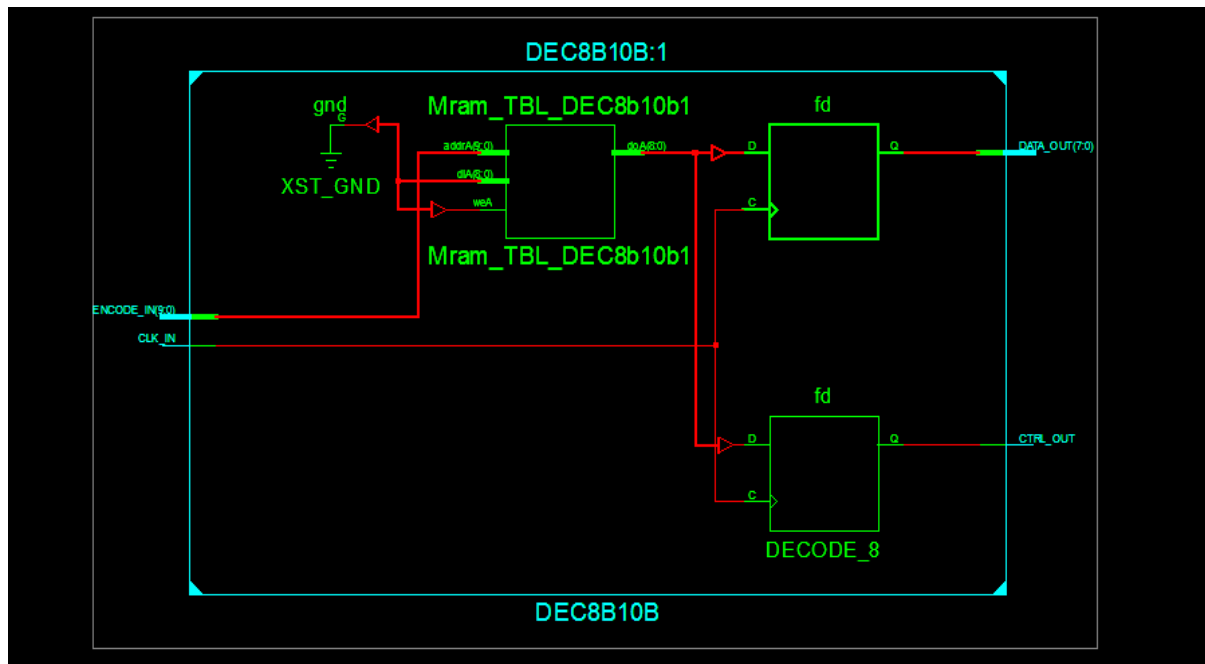 DEC8B10B:1
gnd
G
XST_GND
Mram_TBL_DEC8b10b1
addrA(9:0)
dIA(8:0)
weA
doA(8:0)
Mram_TBL_DEC8b10b1
fd
D
Q
C
DATA_OUT(7:0)
ENCODE_IN(9:0)
CLK_IN
fd
D
Q
C
CTRL_OUT
DECODE_8
DEC8B10B